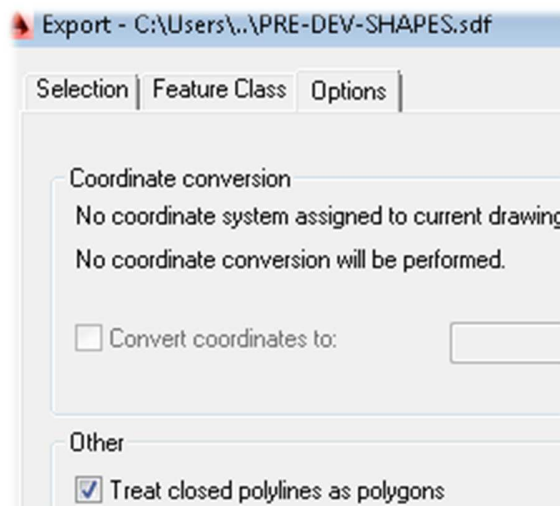 Export - C:\Users\..\PRE-DEV-SHAPES.sdf
Selection Feature Class Options
Coordinate conversion
No coordinate system assigned to current drawing
No coordinate conversion will be performed.
Convert coordinates to:
Other
Treat closed polylines as polygons